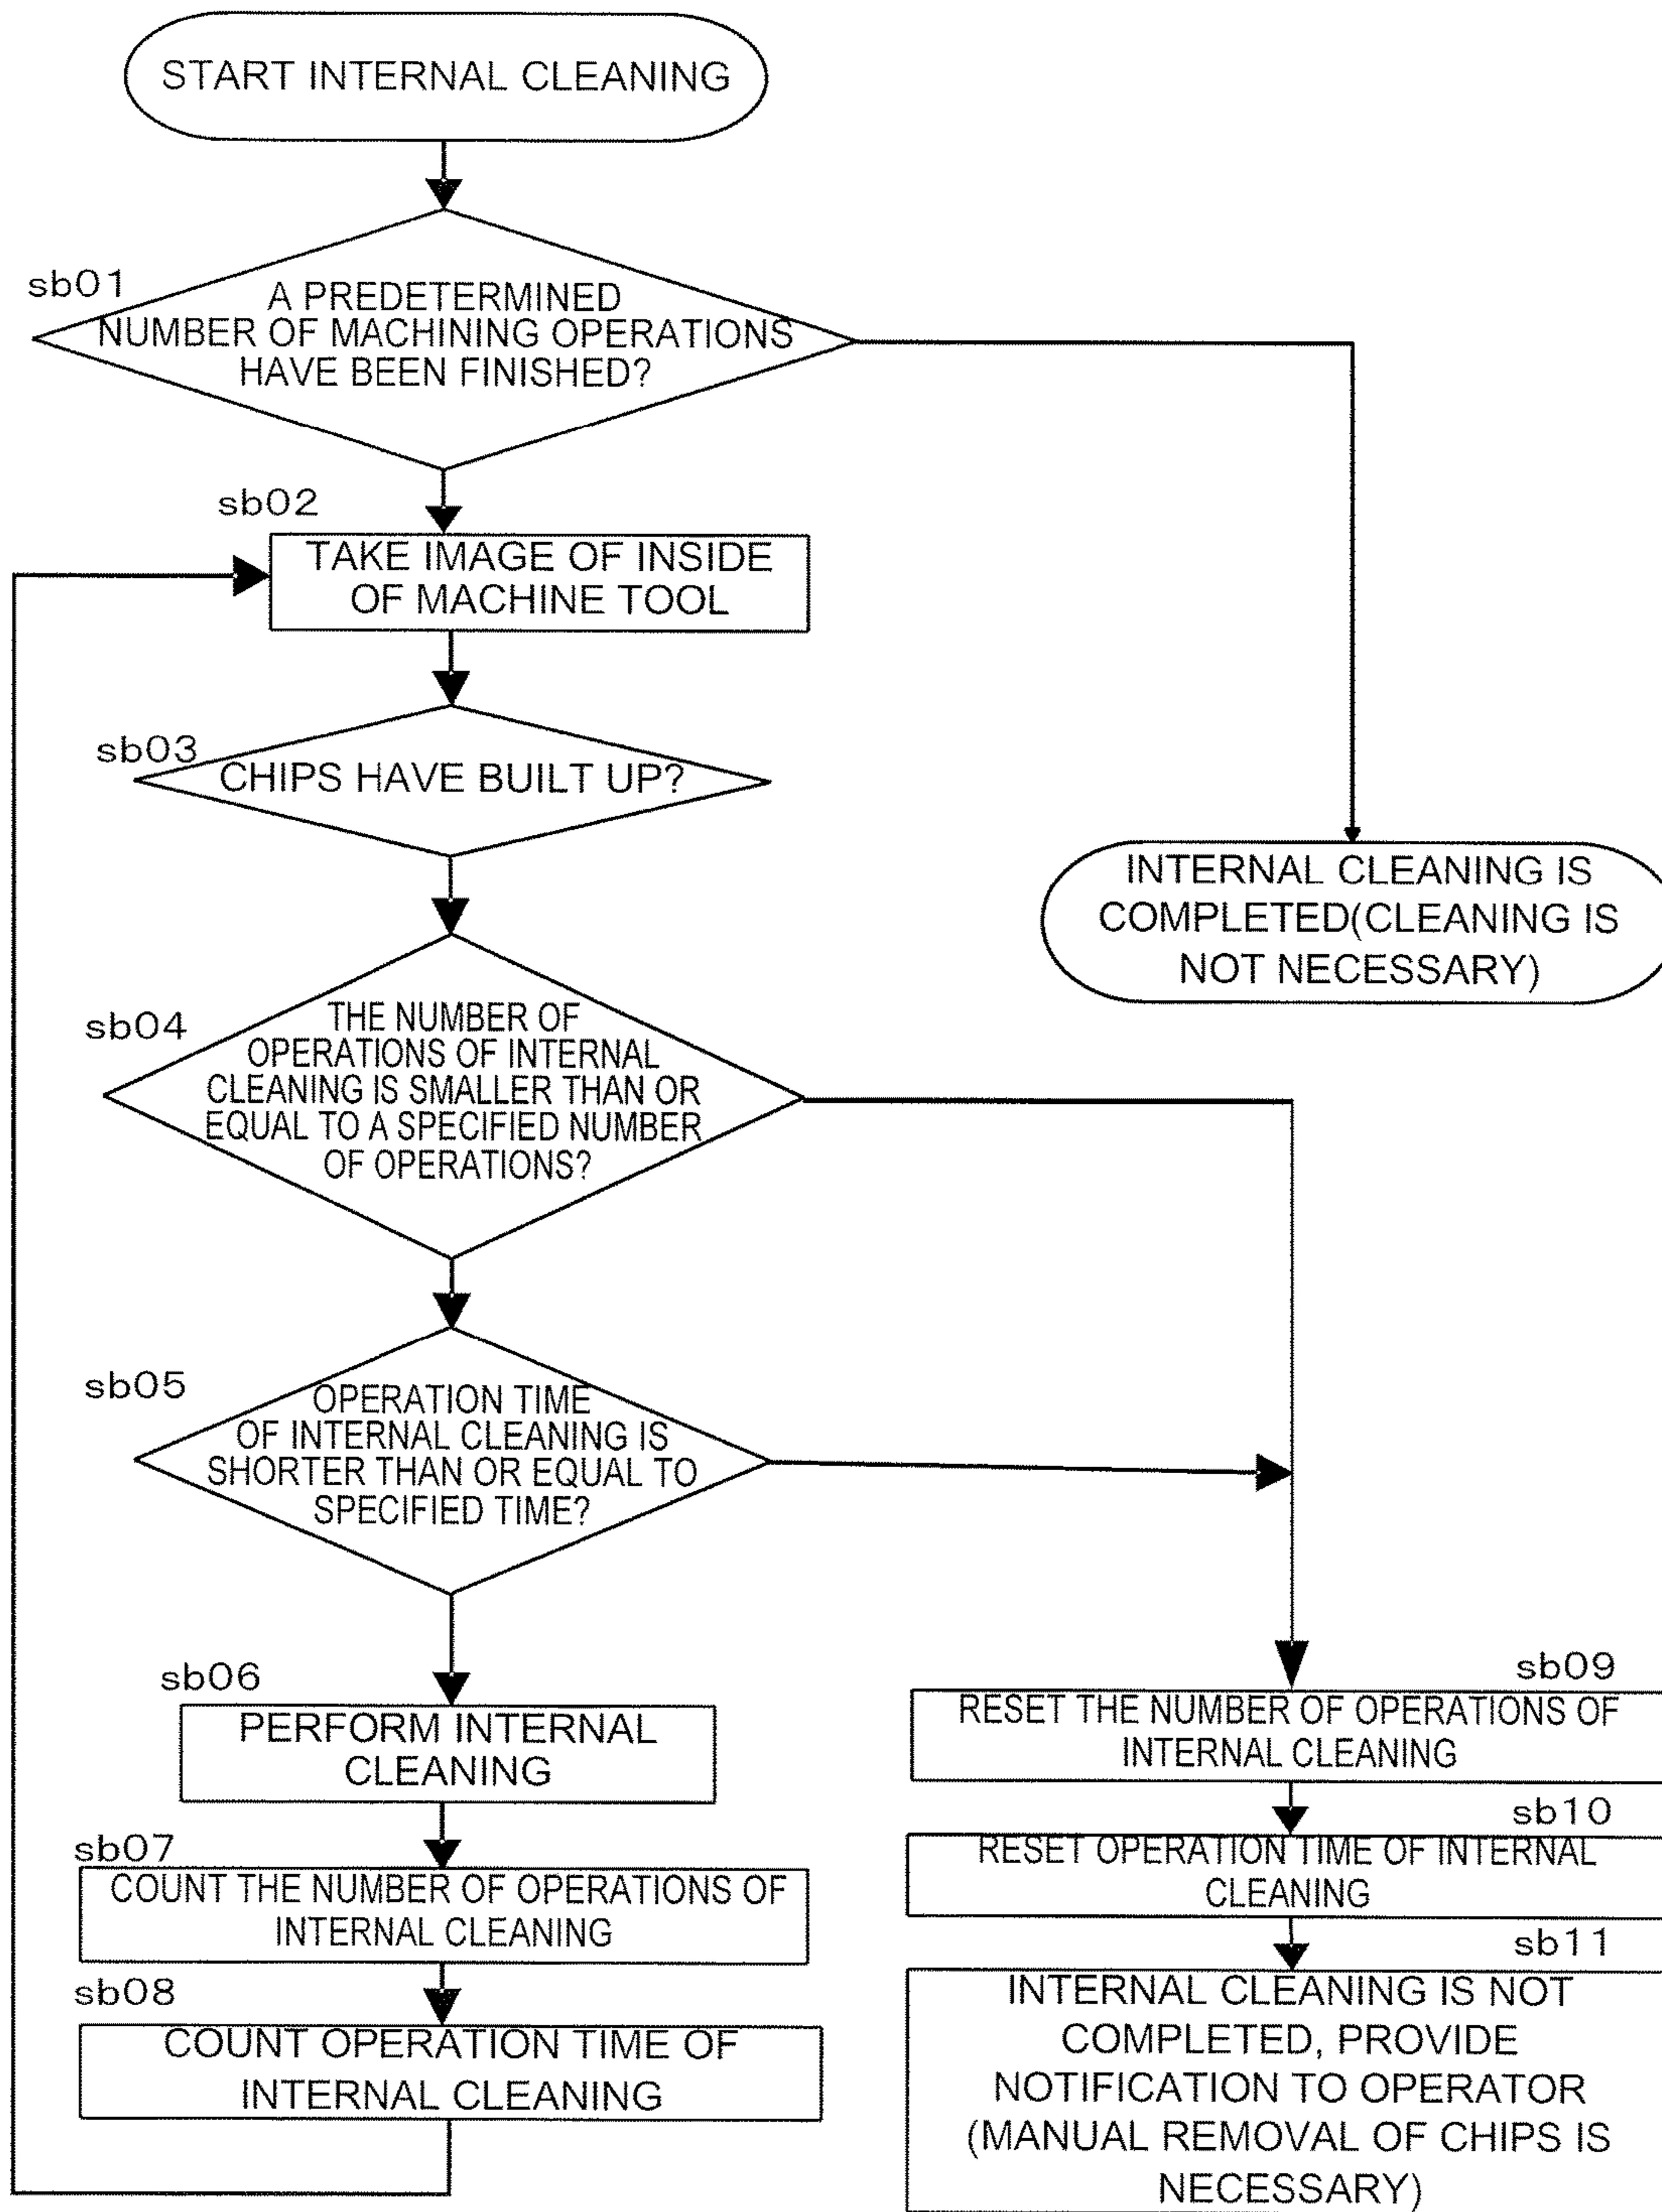 START INTERNAL CLEANING
sb01
A PREDETERMINED
NUMBER OF MACHINING OPERATIONS
HAVE BEEN FINISHED?
sb02
TAKE IMAGE OF INSIDE
OF MACHINE TOOL
sb03
CHIPS HAVE BUILT UP?
INTERNAL CLEANING IS
COMPLETED(CLEANING IS
NOT NECESSARY)
sb04
THE NUMBER OF
OPERATIONS OF INTERNAL
CLEANING IS SMALLER THAN OR
EQUAL TO A SPECIFIED NUMBER
OF OPERATIONS?
sb05
OPERATION TIME
OF INTERNAL CLEANING IS
SHORTER THAN OR EQUAL TO
SPECIFIED TIME?
sb06
PERFORM INTERNAL
CLEANING
sb07
COUNT THE NUMBER OF OPERATIONS OF
INTERNAL CLEANING
sb08
COUNT OPERATION TIME OF
INTERNAL CLEANING
sb09
RESET THE NUMBER OF OPERATIONS OF
INTERNAL CLEANING
sb10
RESET OPERATION TIME OF INTERNAL
CLEANING
sb11
INTERNAL CLEANING IS NOT
COMPLETED, PROVIDE
NOTIFICATION TO OPERATOR
(MANUAL REMOVAL OF CHIPS IS
NECESSARY)